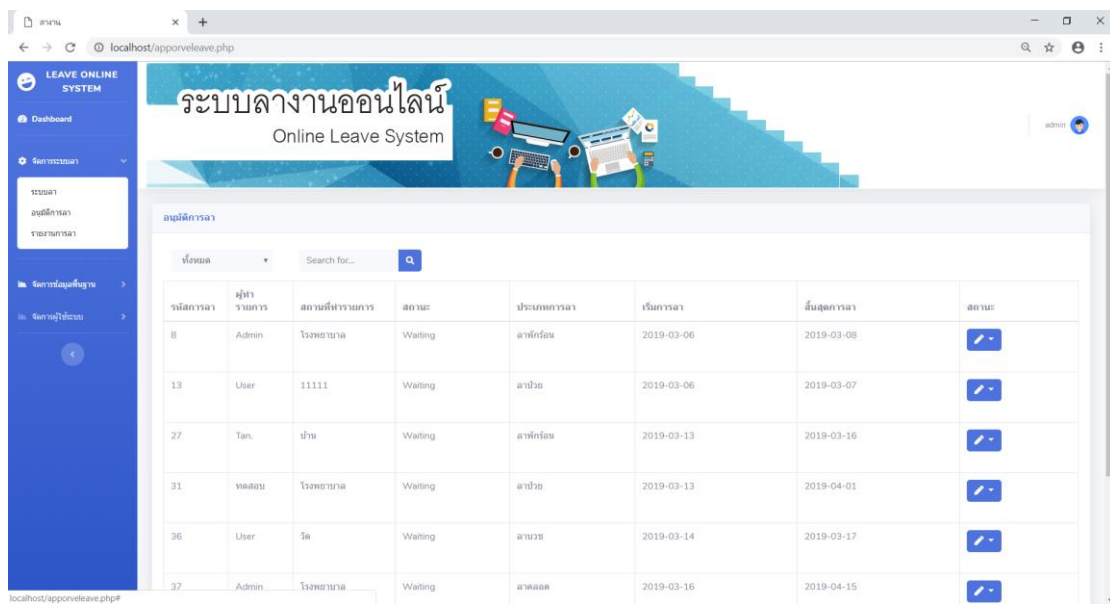 ลางาน
localhost/apporveleave.php
LEAVE ONLINE
SYSTEM
Dashboard
จัดการระบบลา
ระบบลา
อนุมัติการลา
รายงานการลา
จัดการข้อมูลพื้นฐาน
จัดการผู้ใช้ระบบ
ระบบลางานออนไลน์
Online Leave System
admin
อนุมัติการลา
ทั้งหมด Search for...
รหัสการลา ผู้ทำรายการ สถานที่ทำรายการ สถานะ ประเภทการลา เริ่มการลา สิ้นสุดการลา สถานะ
8 Admin โรงพยาบาล Waiting ลาพักร้อน 2019-03-06 2019-03-08
13 User 11111 Waiting ลาป่วย 2019-03-06 2019-03-07
27 Tan. บ้าน Waiting ลาพักร้อน 2019-03-13 2019-03-16
31 ทดสอบ โรงพยาบาล Waiting ลาป่วย 2019-03-13 2019-04-01
36 User วัด Waiting ลาบวช 2019-03-14 2019-03-17
37 Admin โรงพยาบาล Waiting ลาคลอด 2019-03-16 2019-04-15
localhost/apporveleave.php#